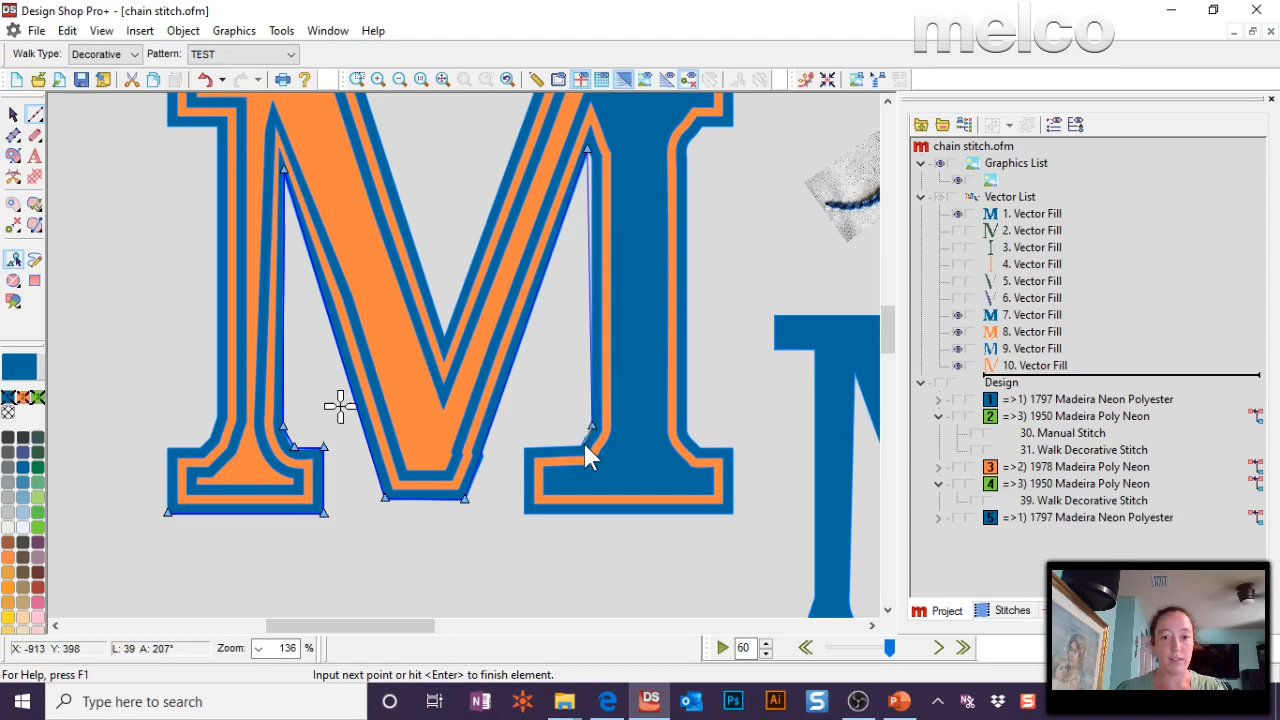 Design Shop Pro+ - [chain stitch.ofm]
File Edit View Insert Object Graphics Tools Window Help
melco
Walk Type: Decorative Pattern: TEST
chain stitch.ofm
Graphics List
Vector List
1. Vector Fill
2. Vector Fill
3. Vector Fill
4. Vector Fill
5. Vector Fill
6. Vector Fill
7. Vector Fill
8. Vector Fill
9. Vector Fill
10. Vector Fill
Design
1 =>1) 1797 Madeira Neon Polyester
2 =>3) 1950 Madeira Poly Neon
30. Manual Stitch
31. Walk Decorative Stitch
3 =>2) 1978 Madeira Poly Neon
4 =>3) 1950 Madeira Poly Neon
39. Walk Decorative Stitch
5 =>1) 1797 Madeira Neon Polyester
M
Project Stitches
X: -913 Y: 398 L: 39 A: 207° Zoom: 136 % 60
For Help, press F1 Input next point or hit <Enter> to finish element.
Type here to search